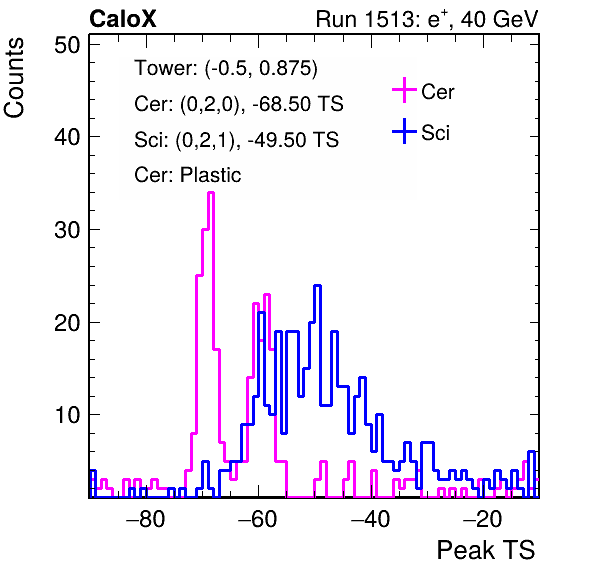 CaloX Run 1513: e+, 40 GeV
Counts
Tower: (-0.5, 0.875)
Cer: (0,2,0), -68.50 TS
Sci: (0,2,1), -49.50 TS
Cer: Plastic
Cer
Sci
50
40
30
20
10
−80 −60 −40 −20
Peak TS